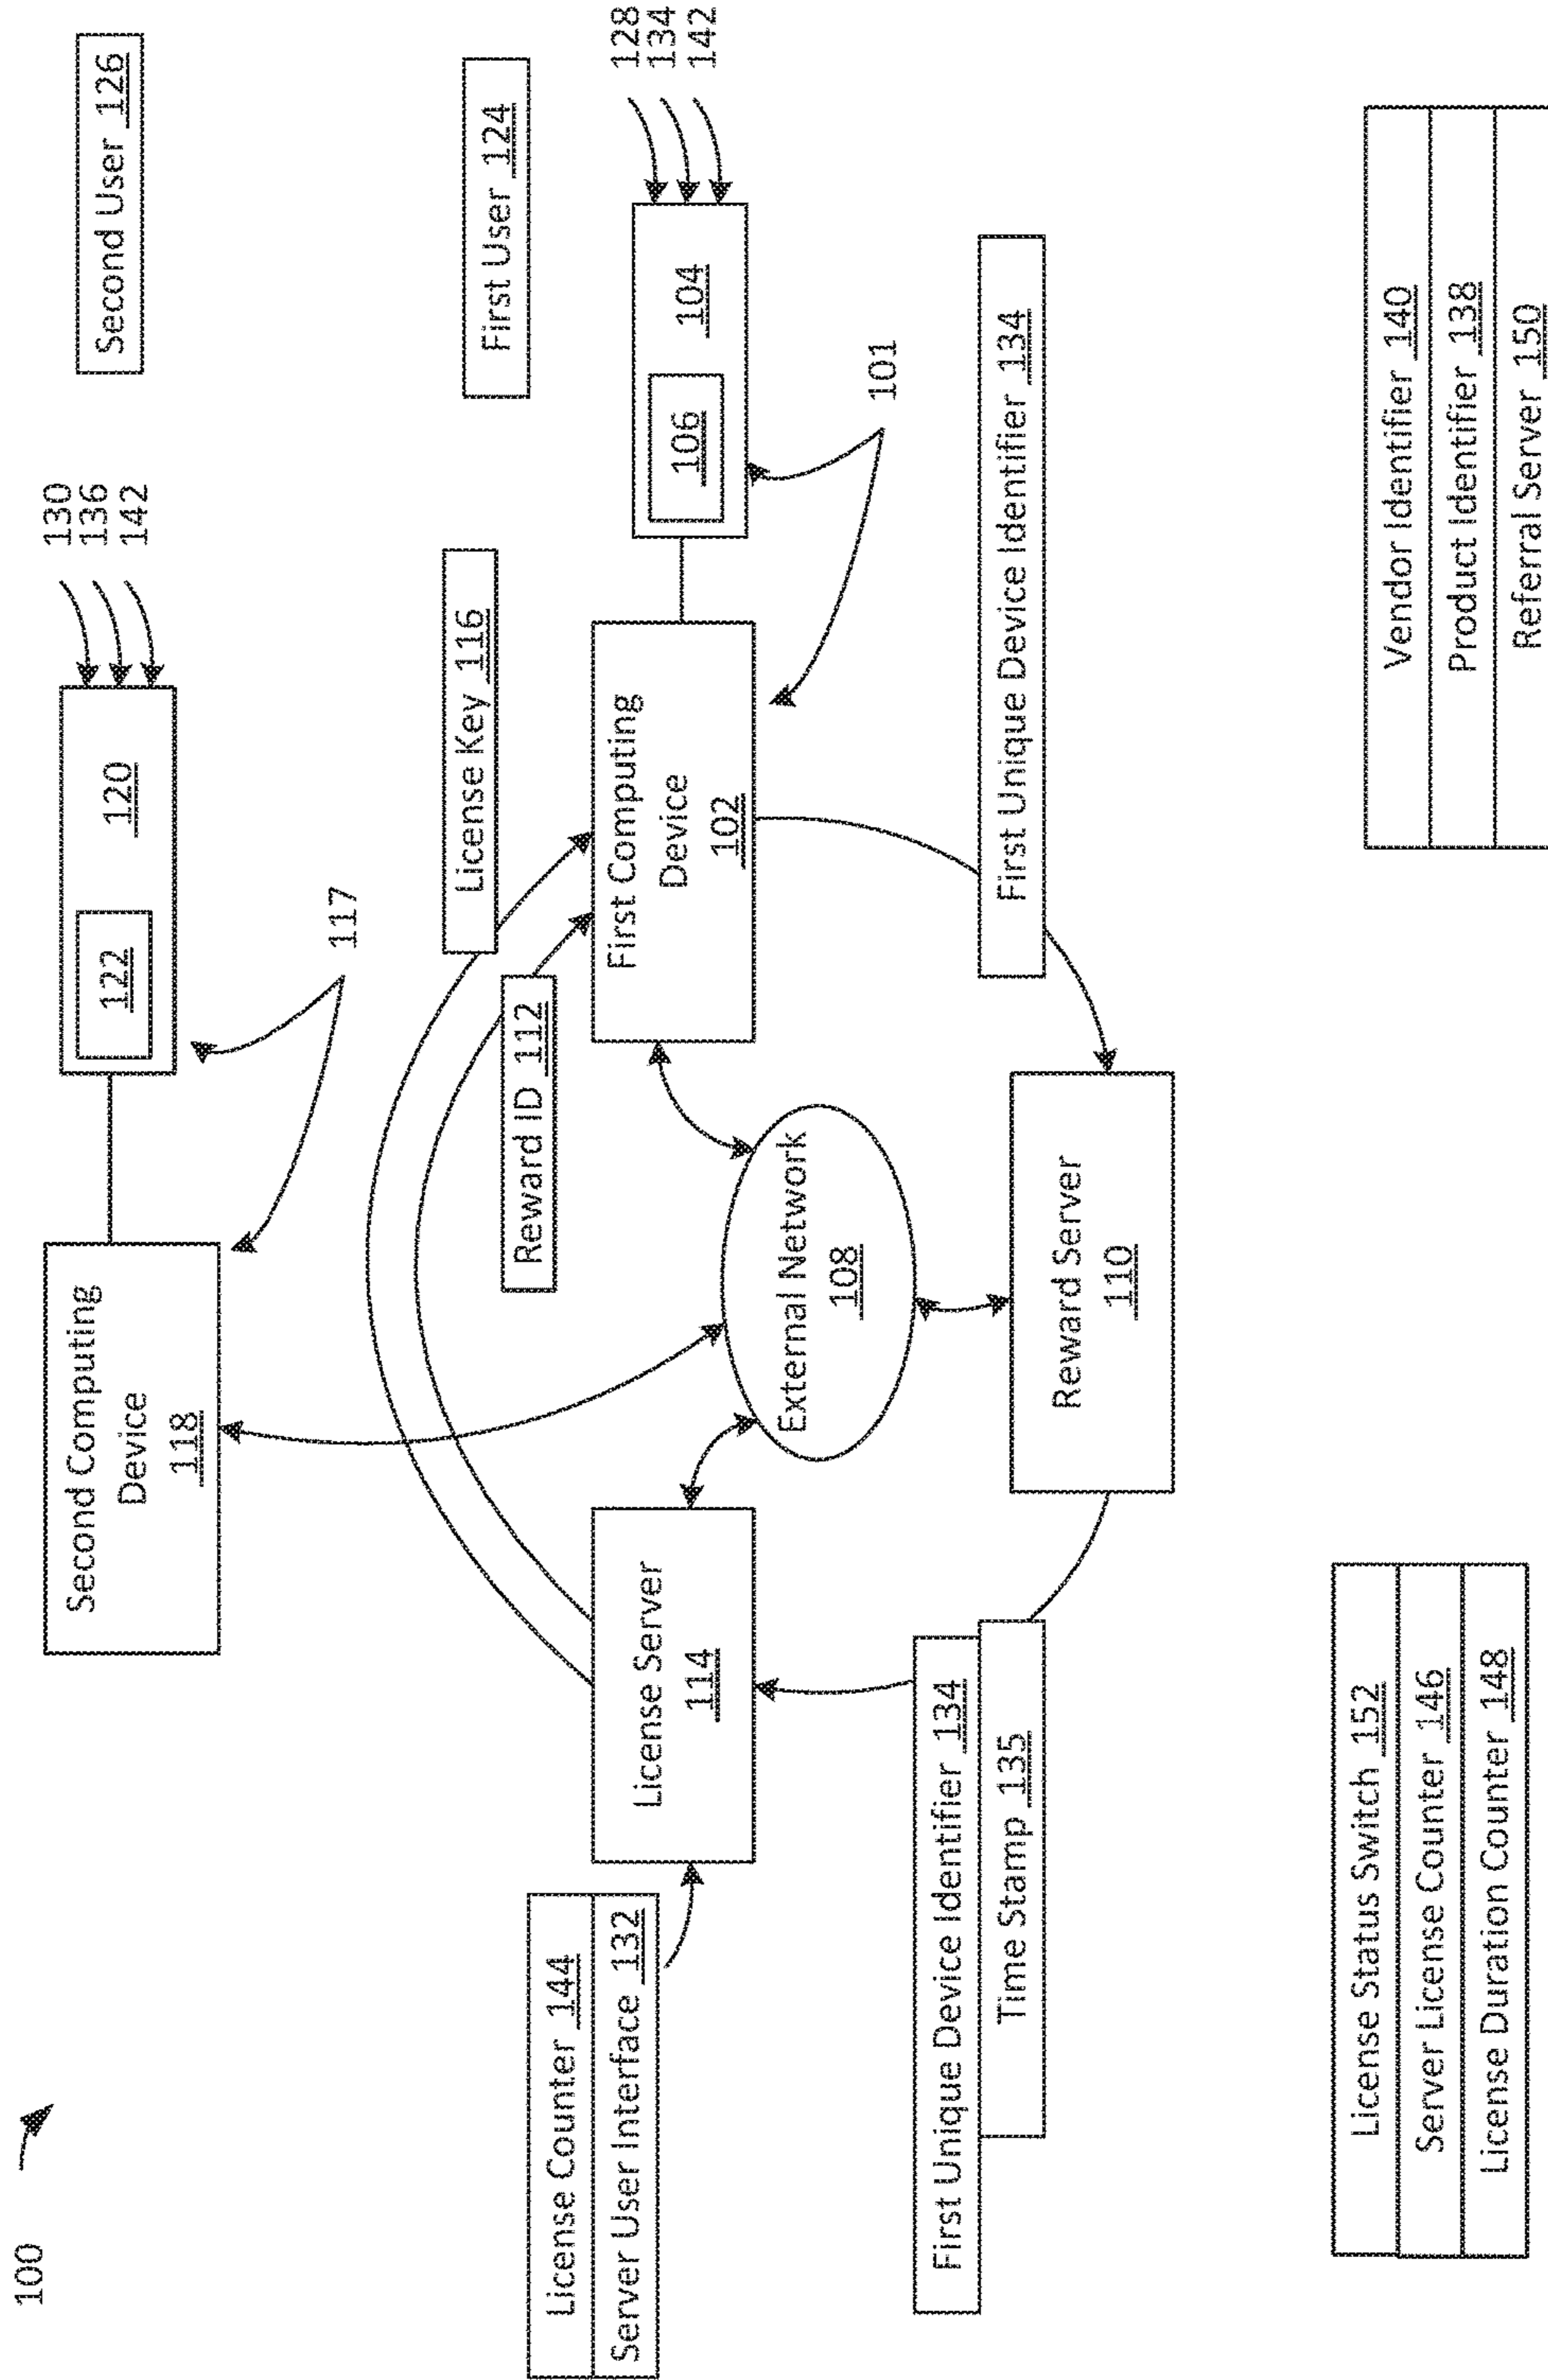 100
Second Computing
Device
118
122
120
130
136
142
Second User 126
117
License Key 116
Reward ID 112
First User 124
License Counter 144
Server User Interface 132
License Server
114
First Computing
Device
102
106
104
128
134
142
101
External Network
108
First Unique Device Identifier 134
Time Stamp 135
Reward Server
110
First Unique Device Identifier 134
License Status Switch 152
Server License Counter 146
License Duration Counter 148
Vendor Identifier 140
Product Identifier 138
Referral Server 150